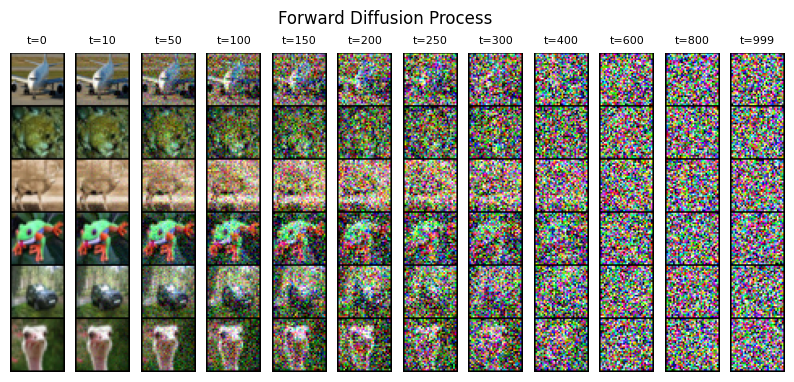 Forward Diffusion Process
t=0 t=10 t=50 t=100 t=150 t=200 t=250 t=300 t=400 t=600 t=800 t=999